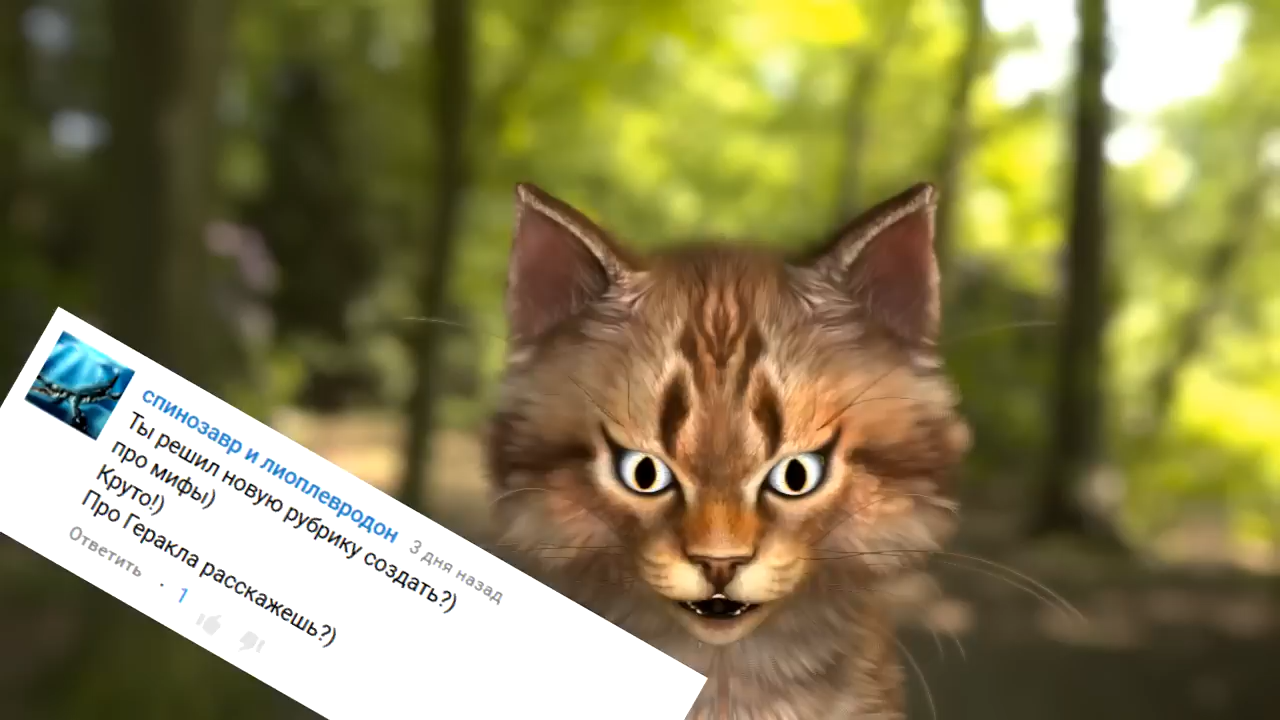 спинозавр и лиоплевродон 3 дня назад
Ты решил новую рубрику создать?)
про мифы)
Круто!)
Про Геракла расскажешь?)
Ответить · 1